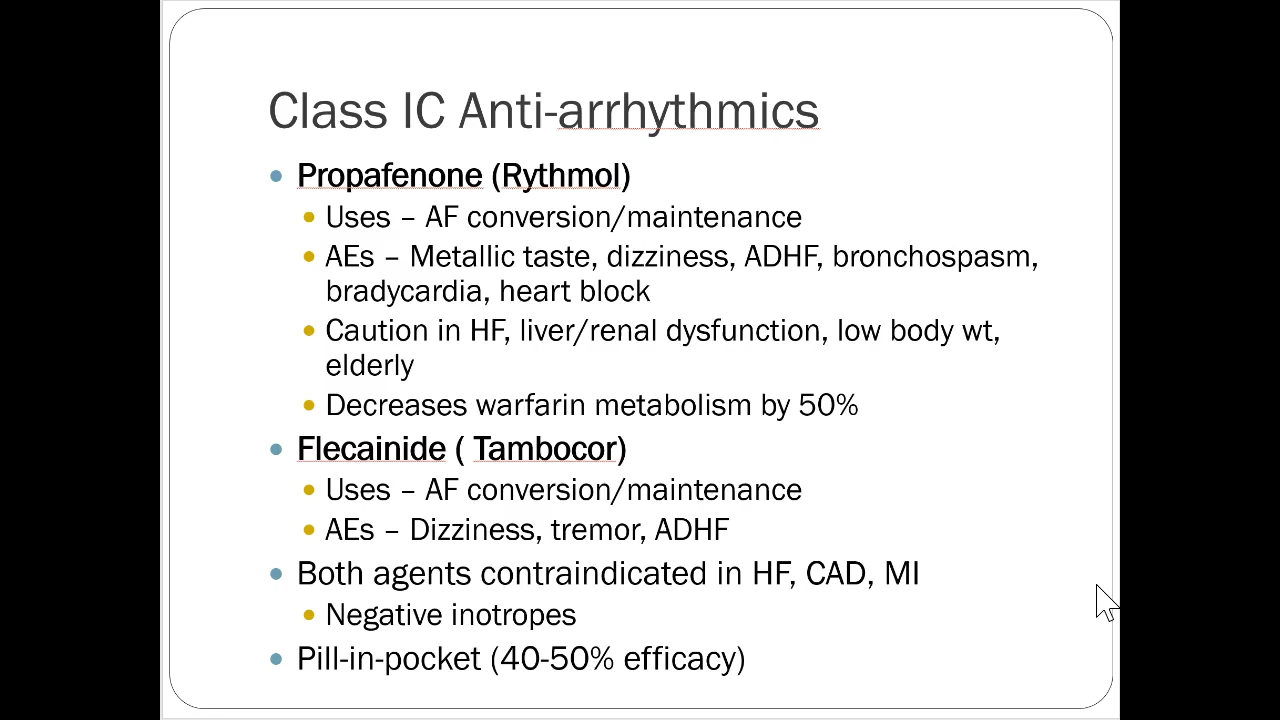 Class IC Anti-arrhythmics
Propafenone (Rythmol)
Uses – AF conversion/maintenance
AEs – Metallic taste, dizziness, ADHF, bronchospasm,
bradycardia, heart block
Caution in HF, liver/renal dysfunction, low body wt,
elderly
Decreases warfarin metabolism by 50%
Flecainide ( Tambocor)
Uses – AF conversion/maintenance
AEs – Dizziness, tremor, ADHF
Both agents contraindicated in HF, CAD, MI
Negative inotropes
Pill-in-pocket (40-50% efficacy)